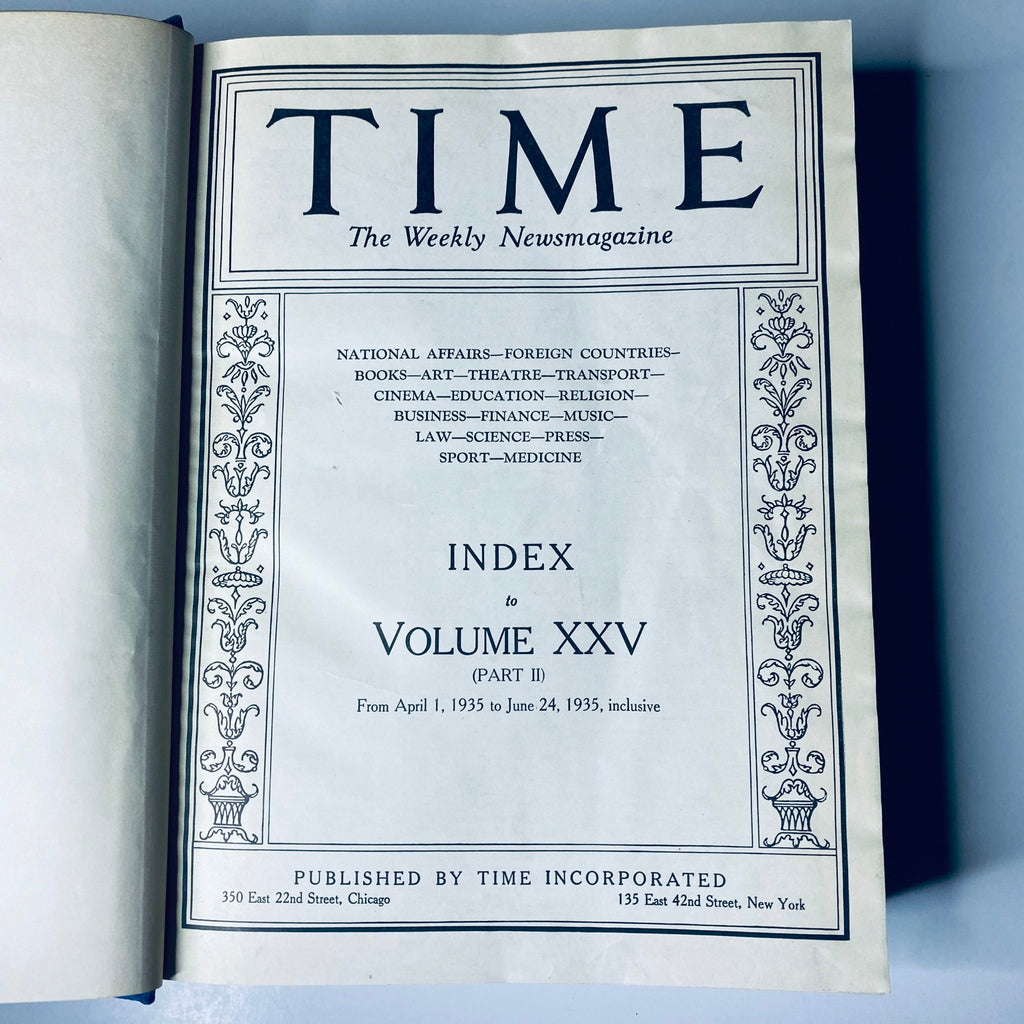 TIME
The Weekly Newsmagazine
NATIONAL AFFAIRS—FOREIGN COUNTRIES—
BOOKS—ART—THEATRE—TRANSPORT—
CINEMA—EDUCATION—RELIGION—
BUSINESS—FINANCE—MUSIC—
LAW—SCIENCE—PRESS—
SPORT—MEDICINE
INDEX
to
VOLUME XXV
(PART II)
From April 1, 1935 to June 24, 1935, inclusive
PUBLISHED BY TIME INCORPORATED
350 East 22nd Street, Chicago 135 East 42nd Street, New York